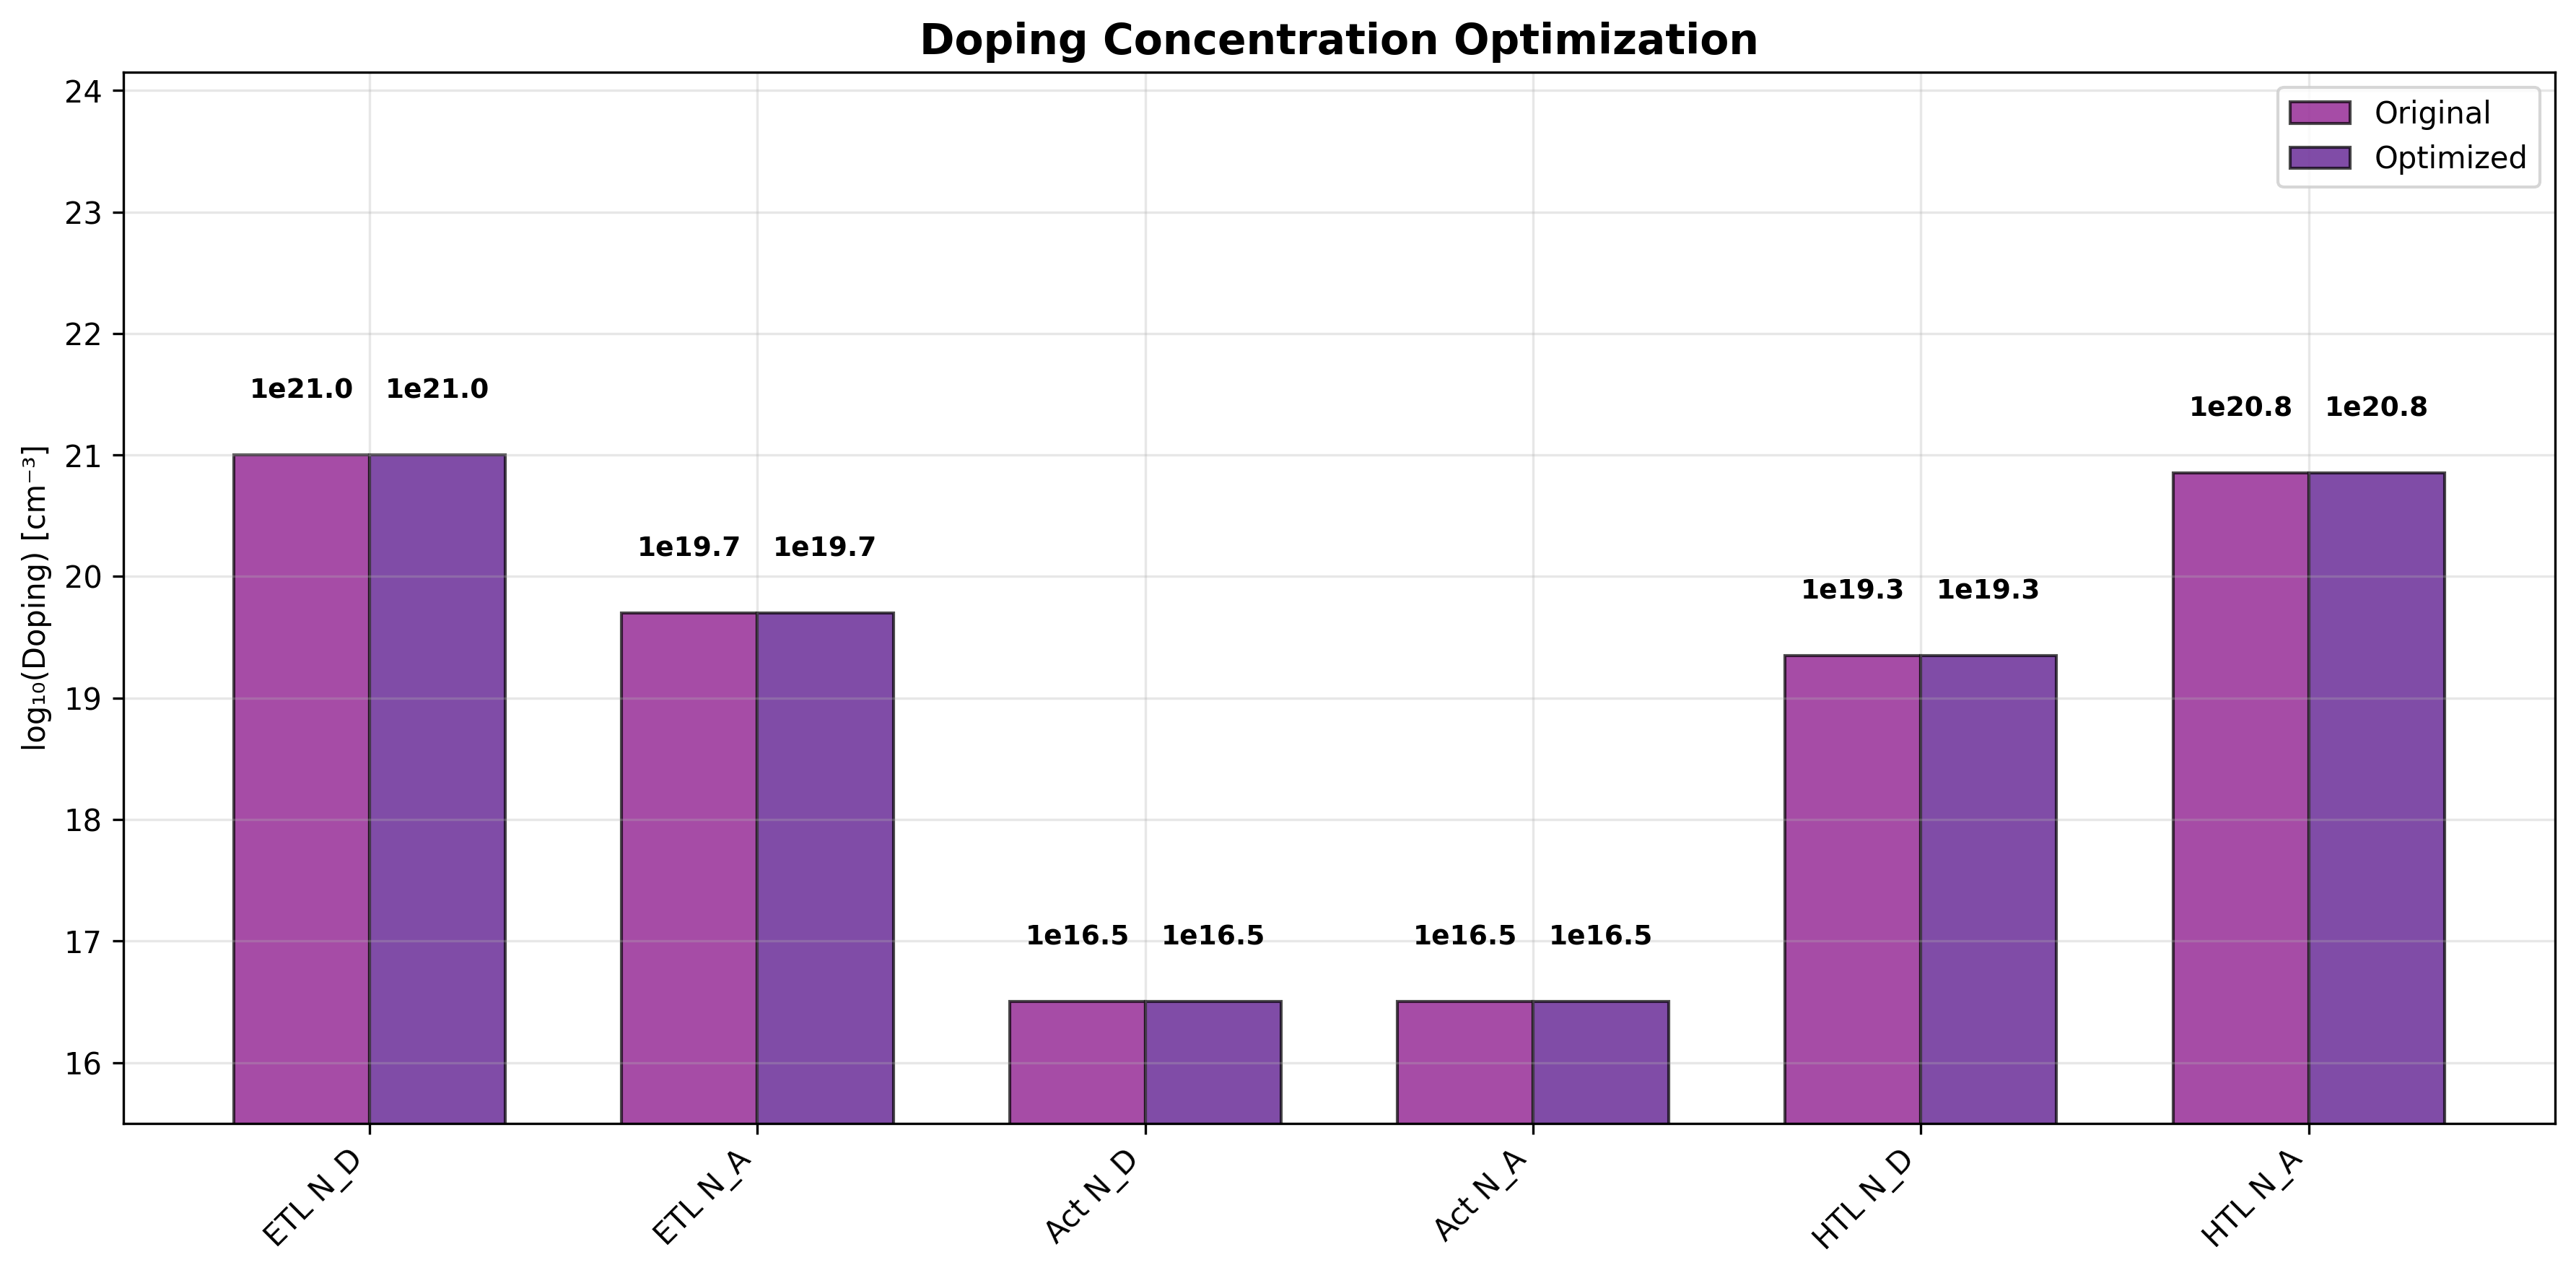 Doping Concentration Optimization
Original
Optimized
log₁₀(Doping) [cm⁻³]
24
23
22
21
20
19
18
17
16
1e21.0 1e21.0
1e19.7 1e19.7
1e16.5 1e16.5
1e16.5 1e16.5
1e19.3 1e19.3
1e20.8 1e20.8
ETL N_D
ETL N_A
Act N_D
Act N_A
HTL N_D
HTL N_A